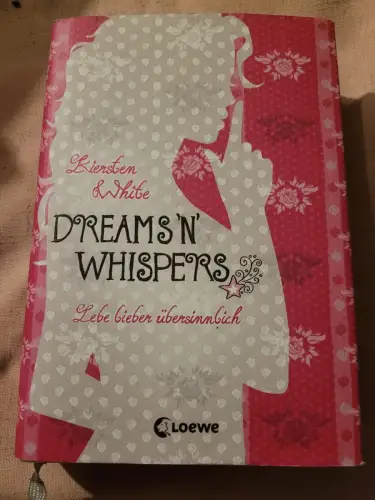 Kiersten
White
DREAMS 'N'
WHISPERS
Lebe lieber übersinnlich
Loewe